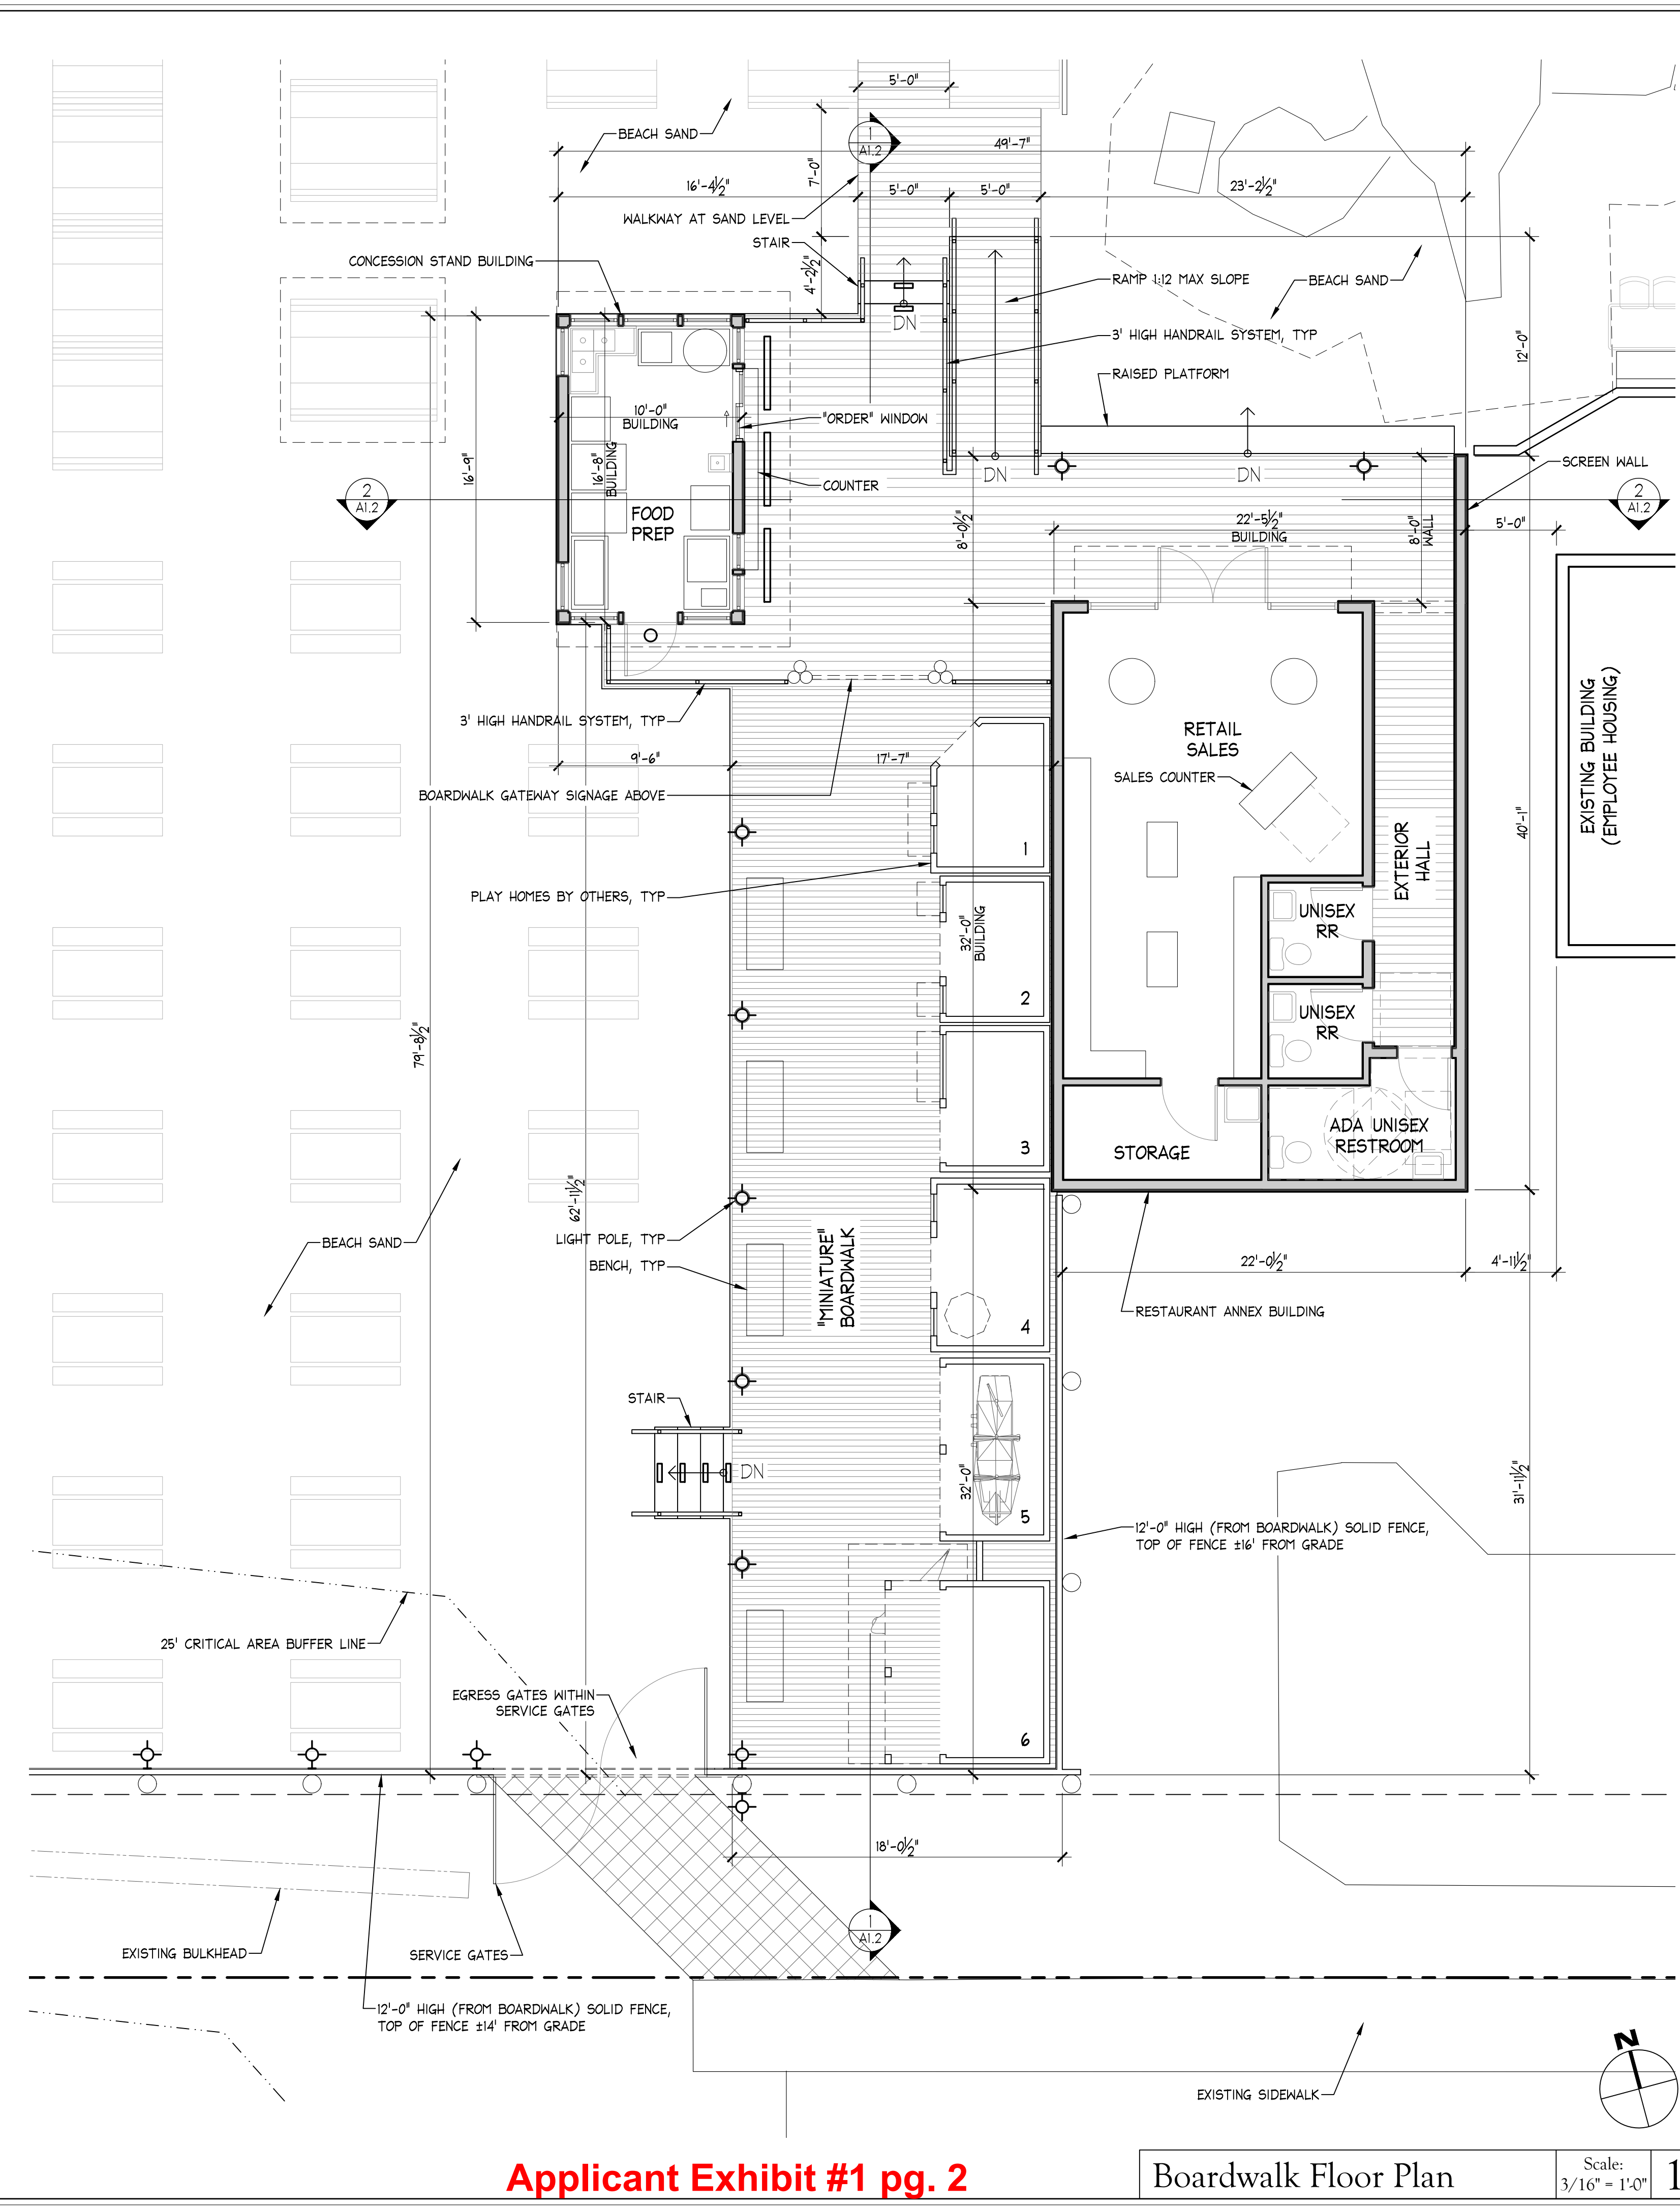 5'-0"
BEACH SAND
1
A1.2
49'-7"
7'-0"
16'-4½"
5'-0"
5'-0"
23'-2½"
WALKWAY AT SAND LEVEL
STAIR
CONCESSION STAND BUILDING
4'-2½"
RAMP 1:12 MAX SLOPE
BEACH SAND
DN
3' HIGH HANDRAIL SYSTEM, TYP
12'-0"
RAISED PLATFORM
10'-0"
BUILDING
"ORDER" WINDOW
16'-9"
16'-8"
BUILDING
DN
DN
SCREEN WALL
COUNTER
2
A1.2
2
A1.2
FOOD
PREP
8'-0½"
22'-5½"
BUILDING
8'-0"
WALL
5'-0"
3' HIGH HANDRAIL SYSTEM, TYP
RETAIL
SALES
EXISTING BUILDING
(EMPLOYEE HOUSING)
9'-6"
17'-7"
SALES COUNTER
BOARDWALK GATEWAY SIGNAGE ABOVE
1
EXTERIOR
HALL
40'-1"
PLAY HOMES BY OTHERS, TYP
32'-0"
BUILDING
UNISEX
RR
2
UNISEX
RR
79'-8½"
3
STORAGE
ADA UNISEX
RESTROOM
62'-11½"
BEACH SAND
LIGHT POLE, TYP
BENCH, TYP
"MINIATURE"
BOARDWALK
22'-0½"
4'-11½"
4
RESTAURANT ANNEX BUILDING
STAIR
DN
32'-0"
5
31'-11½"
12'-0" HIGH (FROM BOARDWALK) SOLID FENCE,
TOP OF FENCE ±16' FROM GRADE
25' CRITICAL AREA BUFFER LINE
EGRESS GATES WITHIN
SERVICE GATES
6
18'-0½"
1
A1.2
EXISTING BULKHEAD
SERVICE GATES
12'-0" HIGH (FROM BOARDWALK) SOLID FENCE,
TOP OF FENCE ±14' FROM GRADE
N
EXISTING SIDEWALK
Applicant Exhibit #1 pg. 2
Boardwalk Floor Plan
Scale:
3/16" = 1'-0"
1